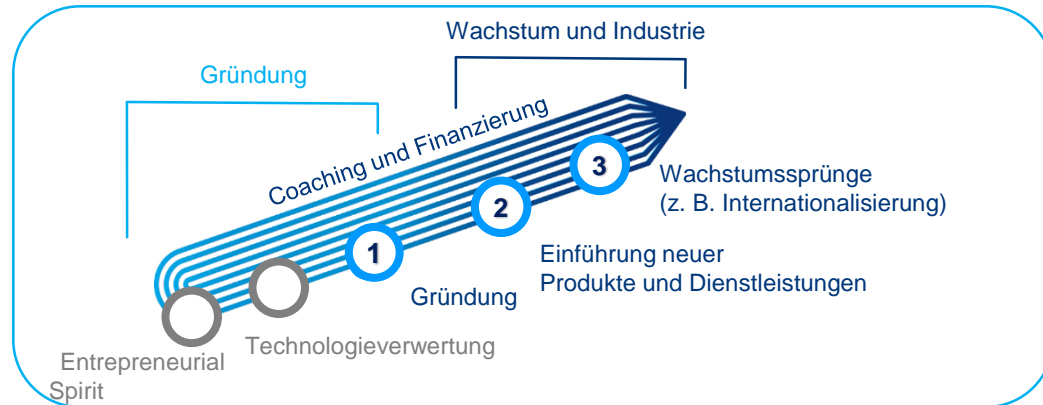 Wachstum und Industrie
Gründung
Coaching und Finanzierung
3
Wachstumssprünge
(z. B. Internationalisierung)
2
Einführung neuer
Produkte und Dienstleistungen
1
Gründung
Technologieverwertung
Entrepreneurial
Spirit